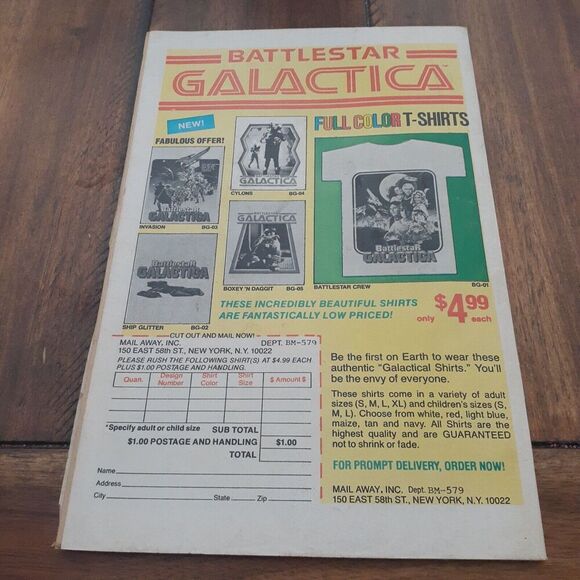 BATTLESTAR
GALACTICA™
NEW!
FABULOUS OFFER!
FULL COLOR T-SHIRTS
Battlestar
GALACTICA
INVASION BG-03
GALACTICA
CYLONS BG-04
Battlestar
GALACTICA
SHIP GLITTER BG-02
BATTLESTAR
GALACTICA
BOXEY 'N DAGGIT BG-05
Battlestar
GALACTICA
BATTLESTAR CREW BG-01
THESE INCREDIBLY BEAUTIFUL SHIRTS
ARE FANTASTICALLY LOW PRICED!
only $4.99 each
CUT OUT AND MAIL NOW!
MAIL AWAY, INC. DEPT. BM-579
150 EAST 58th ST., NEW YORK, N.Y. 10022
PLEASE RUSH THE FOLLOWING SHIRT(S) AT $4.99 EACH
PLUS $1.00 POSTAGE AND HANDLING.
Quan. Design Number Shirt Color Shirt Size $ Amount $
*Specify adult or child size SUB TOTAL
$1.00 POSTAGE AND HANDLING $1.00
TOTAL
Name
Address
City State Zip
Be the first on Earth to wear these
authentic "Galactical Shirts." You'll
be the envy of everyone.
These shirts come in a variety of adult
sizes (S, M, L, XL) and children's sizes (S,
M, L). Choose from white, red, light blue,
maize, tan and navy. All Shirts are the
highest quality and are GUARANTEED
not to shrink or fade.
FOR PROMPT DELIVERY, ORDER NOW!
MAIL AWAY, INC. Dept. BM-579
150 EAST 58th ST., NEW YORK, N.Y. 10022